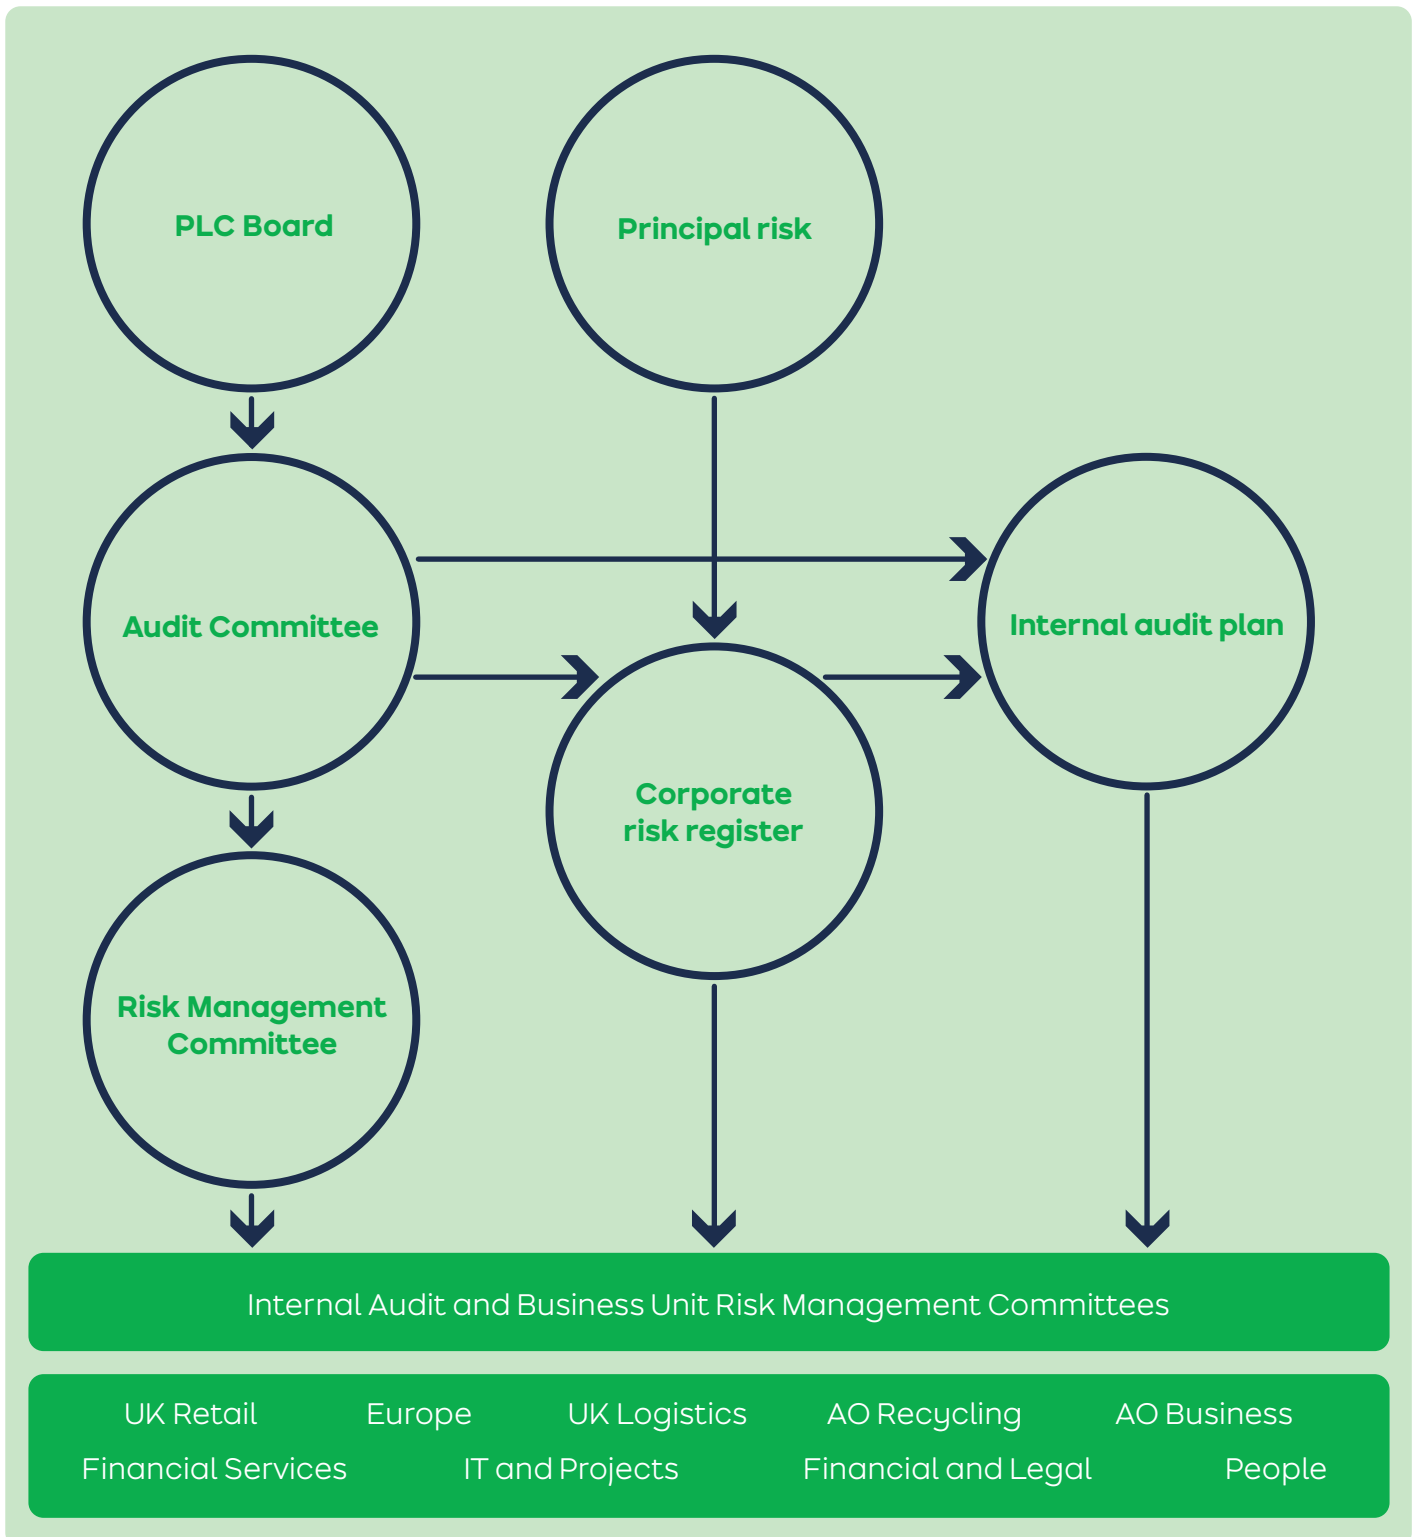 PLC Board
Principal risk
Audit Committee
Internal audit plan
Corporate
risk register
Risk Management
Committee
Internal Audit and Business Unit Risk Management Committees
UK Retail Europe UK Logistics AO Recycling AO Business
Financial Services IT and Projects Financial and Legal People